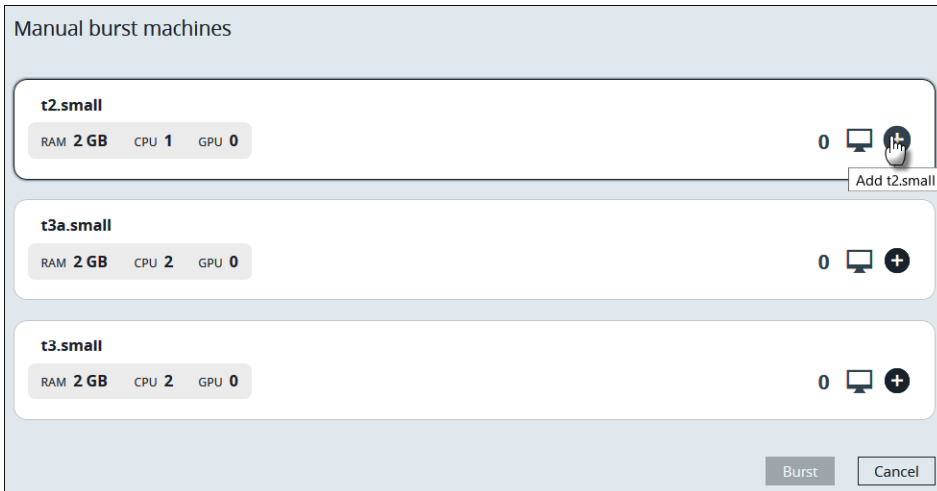 Manual burst machines
t2.small
RAM 2 GB CPU 1 GPU 0
0
Add t2.small
t3a.small
RAM 2 GB CPU 2 GPU 0
0
t3.small
RAM 2 GB CPU 2 GPU 0
0
Burst Cancel